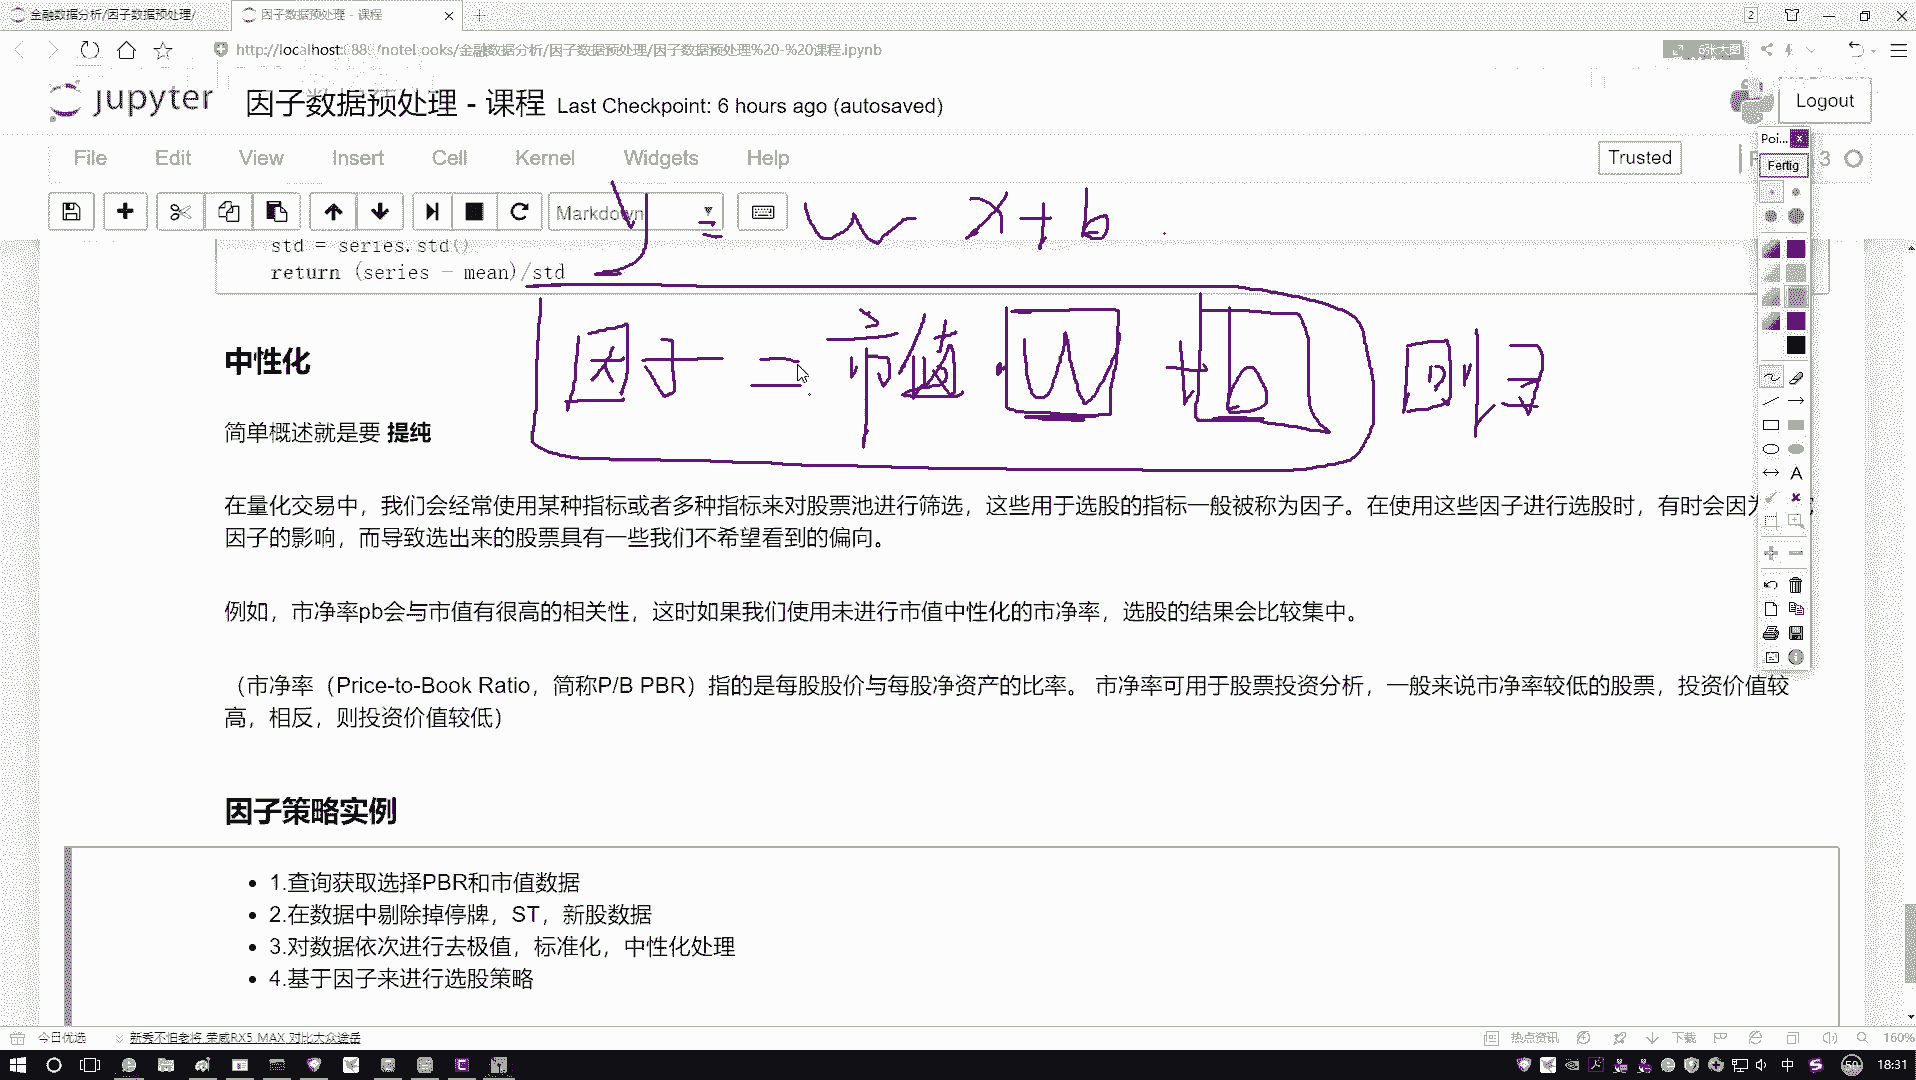 金融数据分析/因子数据预处理/
因子数据预处理 - 课程
2
http://localhost:888/notebooks/金融数据分析/因子数据预处理/因子数据预处理%20-%20课程.ipynb
6张大图
jupyter 因子数据预处理 - 课程 Last Checkpoint: 6 hours ago (autosaved)
Logout
Poi...
File Edit View Insert Cell Kernel Widgets Help
Trusted
3
Fertig
Markdown
y = w x + b
std = series.std()
return (series - mean)/std
因子 = 市值 · W + b 回归
中性化
简单概述就是要 提纯
在量化交易中，我们会经常使用某种指标或者多种指标来对股票池进行筛选，这些用于选股的指标一般被称为因子。在使用这些因子进行选股时，有时会因为
因子的影响，而导致选出来的股票具有一些我们不希望看到的偏向。
例如，市净率pb会与市值有很高的相关性，这时如果我们使用未进行市值中性化的市净率，选股的结果会比较集中。
（市净率（Price-to-Book Ratio，简称P/B PBR）指的是每股股价与每股净资产的比率。 市净率可用于股票投资分析，一般来说市净率较低的股票，投资价值较
高，相反，则投资价值较低）
因子策略实例
1.查询获取选择PBR和市值数据
2.在数据中剔除掉停牌，ST，新股数据
3.对数据依次进行去极值，标准化，中性化处理
4.基于因子来进行选股策略
今日优选
新秀不怕老将 荣威RX5 MAX 对比大众途岳
热点资讯
下载
160%
中
50
18:31